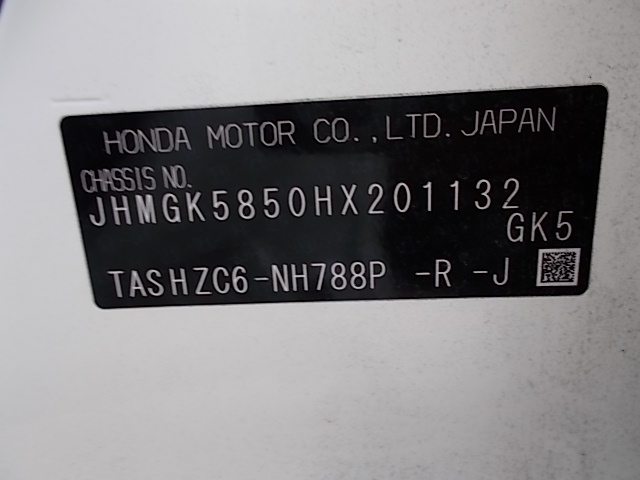 HONDA MOTOR CO.,LTD. JAPAN
CHASSIS NO.
JHMGK5850HX201132
GK5
TASHZC6-NH788P -R -J